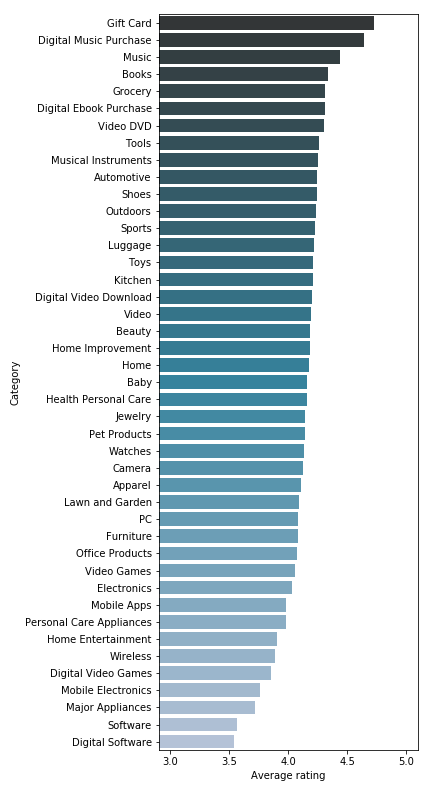 Gift Card
Digital Music Purchase
Music
Books
Grocery
Digital Ebook Purchase
Video DVD
Tools
Musical Instruments
Automotive
Shoes
Outdoors
Sports
Luggage
Toys
Kitchen
Digital Video Download
Video
Beauty
Home Improvement
Home
Baby
Health Personal Care
Jewelry
Pet Products
Watches
Camera
Apparel
Lawn and Garden
PC
Furniture
Office Products
Video Games
Electronics
Mobile Apps
Personal Care Appliances
Home Entertainment
Wireless
Digital Video Games
Mobile Electronics
Major Appliances
Software
Digital Software
Category
3.0 3.5 4.0 4.5 5.0
Average rating